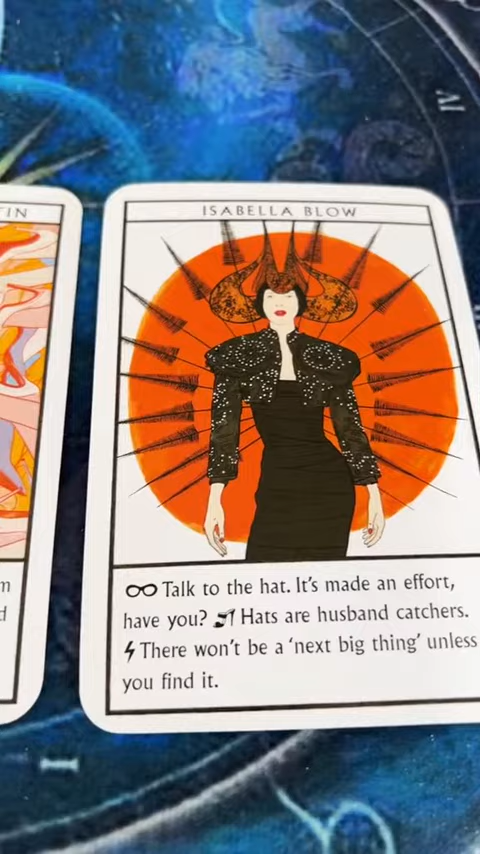 ISABELLA BLOW
Talk to the hat. It's made an effort,
have you? Hats are husband catchers.
There won't be a 'next big thing' unless
you find it.